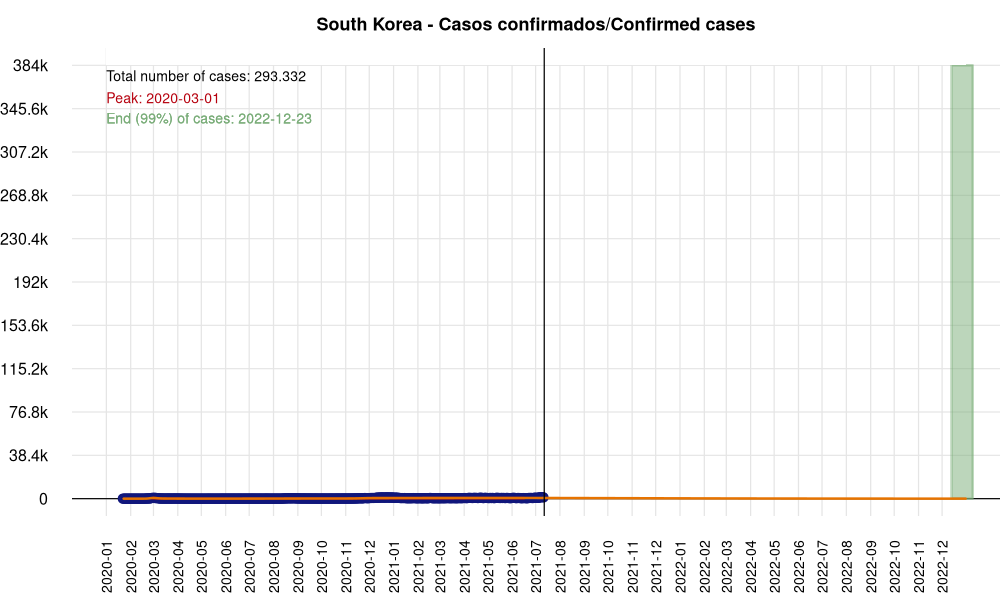 South Korea - Casos confirmados/Confirmed cases
Total number of cases: 293.332
Peak: 2020-03-01
End (99%) of cases: 2022-12-23
384k
345.6k
307.2k
268.8k
230.4k
192k
153.6k
115.2k
76.8k
38.4k
0
2020-01
2020-02
2020-03
2020-04
2020-05
2020-06
2020-07
2020-08
2020-09
2020-10
2020-11
2020-12
2021-01
2021-02
2021-03
2021-04
2021-05
2021-06
2021-07
2021-08
2021-09
2021-10
2021-11
2021-12
2022-01
2022-02
2022-03
2022-04
2022-05
2022-06
2022-07
2022-08
2022-09
2022-10
2022-11
2022-12